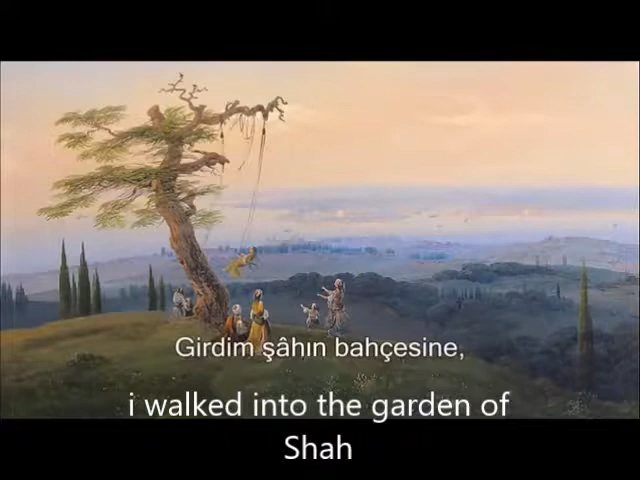 Girdim şâhın bahçesine,
i walked into the garden of
Shah